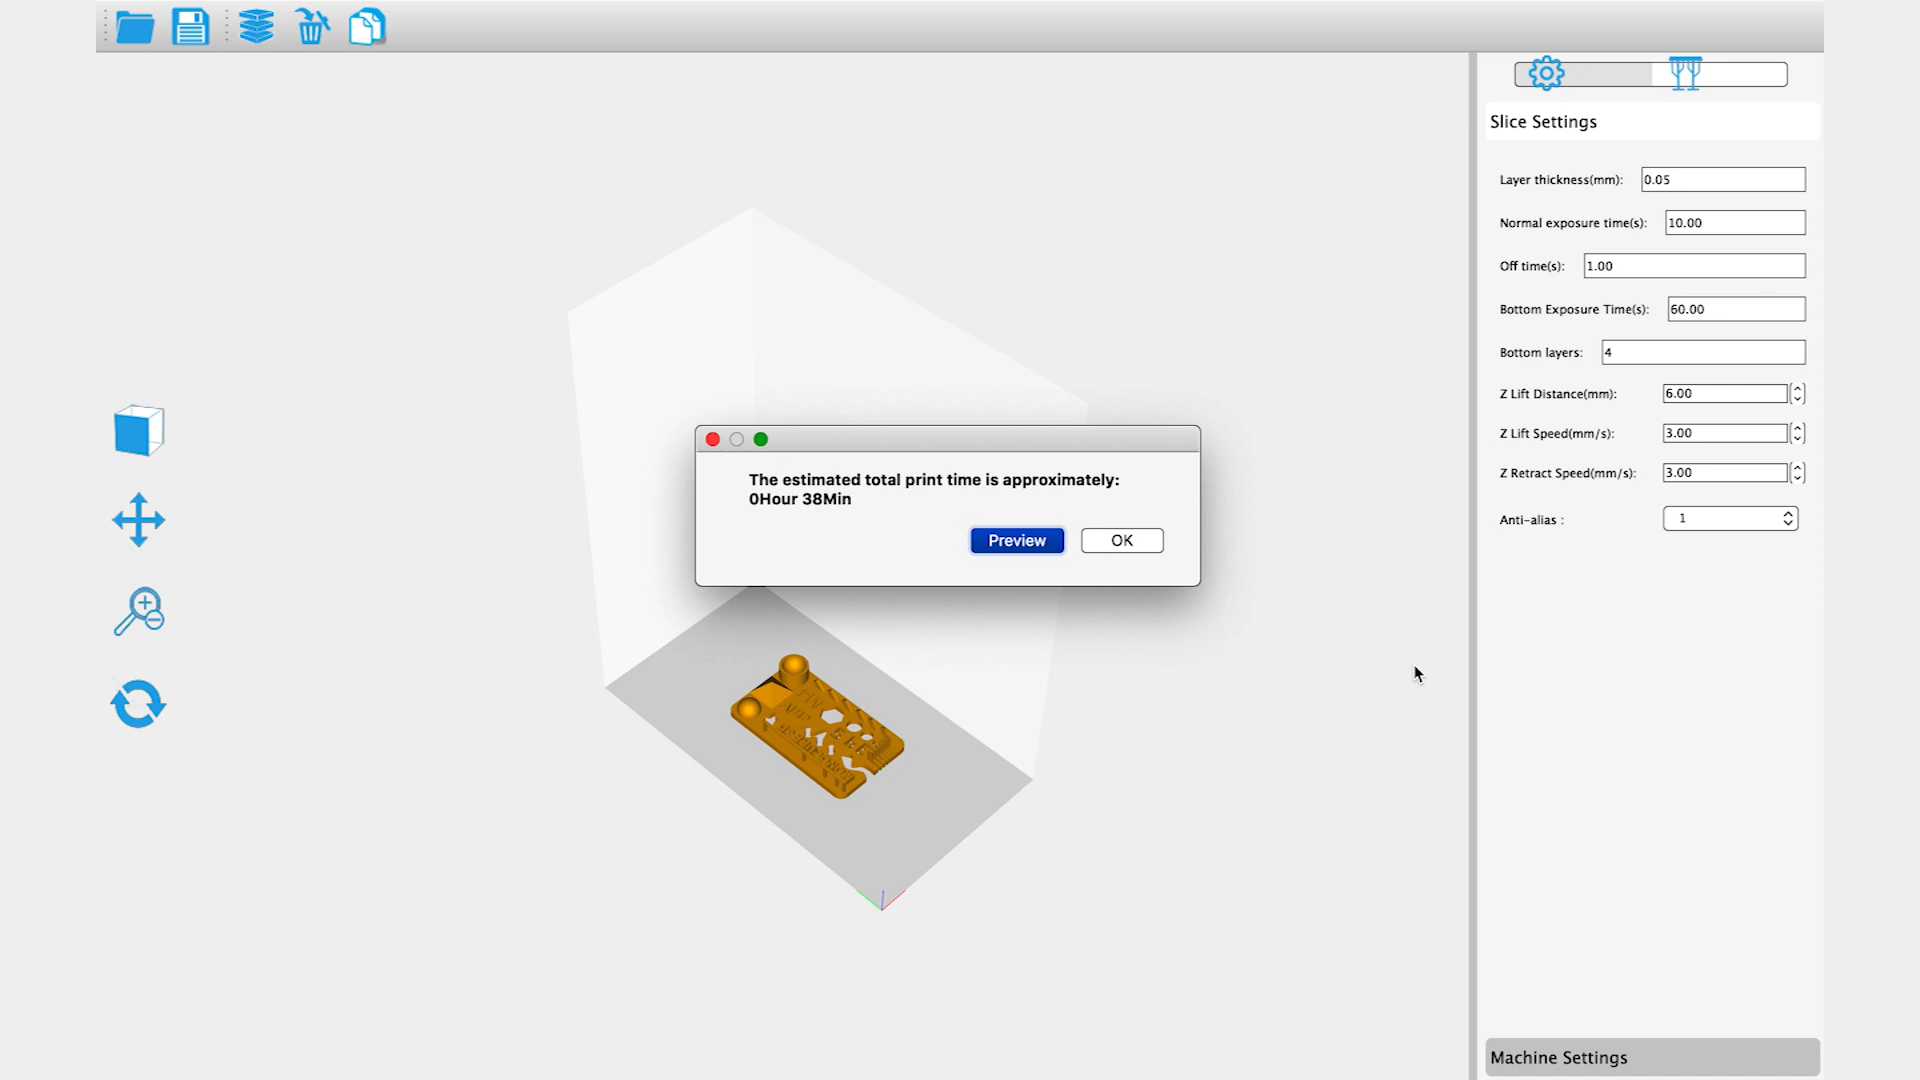 Slice Settings
Layer thickness(mm): 0.05
Normal exposure time(s): 10.00
Off time(s): 1.00
Bottom Exposure Time(s): 60.00
Bottom layers: 4
Z Lift Distance(mm): 6.00
Z Lift Speed(mm/s): 3.00
Z Retract Speed(mm/s): 3.00
Anti-alias : 1
The estimated total print time is approximately:
0Hour 38Min
Preview OK
Machine Settings